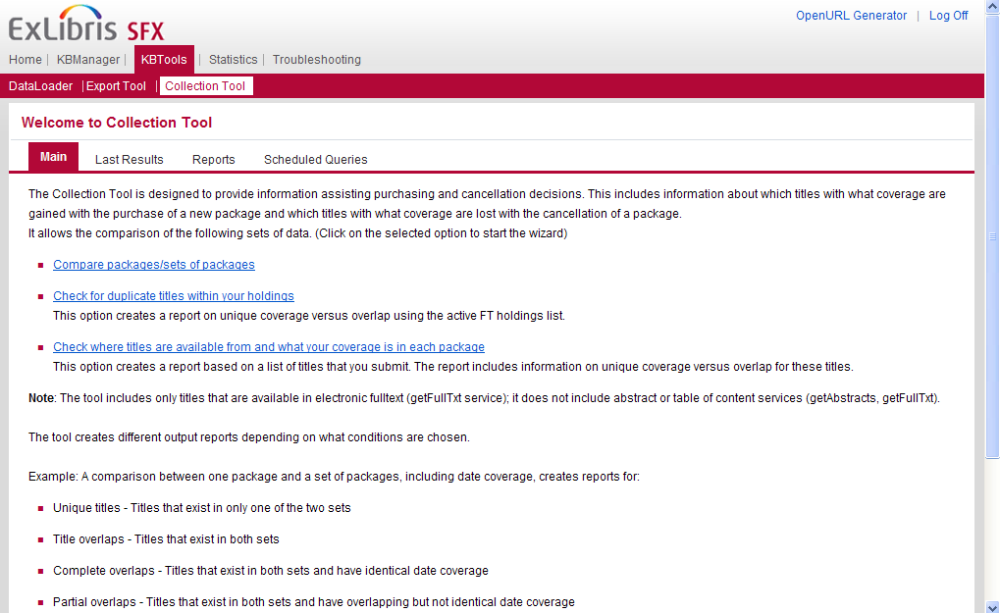 ExLibris SFX
OpenURL Generator | Log Off
Home | KBManager | KBTools | Statistics | Troubleshooting
DataLoader | Export Tool | Collection Tool
Welcome to Collection Tool
Main Last Results Reports Scheduled Queries
The Collection Tool is designed to provide information assisting purchasing and cancellation decisions. This includes information about which titles with what coverage are
gained with the purchase of a new package and which titles with what coverage are lost with the cancellation of a package.
It allows the comparison of the following sets of data. (Click on the selected option to start the wizard)
Compare packages/sets of packages
Check for duplicate titles within your holdings
This option creates a report on unique coverage versus overlap using the active FT holdings list.
Check where titles are available from and what your coverage is in each package
This option creates a report based on a list of titles that you submit. The report includes information on unique coverage versus overlap for these titles.
Note: The tool includes only titles that are available in electronic fulltext (getFullTxt service); it does not include abstract or table of content services (getAbstracts, getFullTxt).
The tool creates different output reports depending on what conditions are chosen.
Example: A comparison between one package and a set of packages, including date coverage, creates reports for:
Unique titles - Titles that exist in only one of the two sets
Title overlaps - Titles that exist in both sets
Complete overlaps - Titles that exist in both sets and have identical date coverage
Partial overlaps - Titles that exist in both sets and have overlapping but not identical date coverage